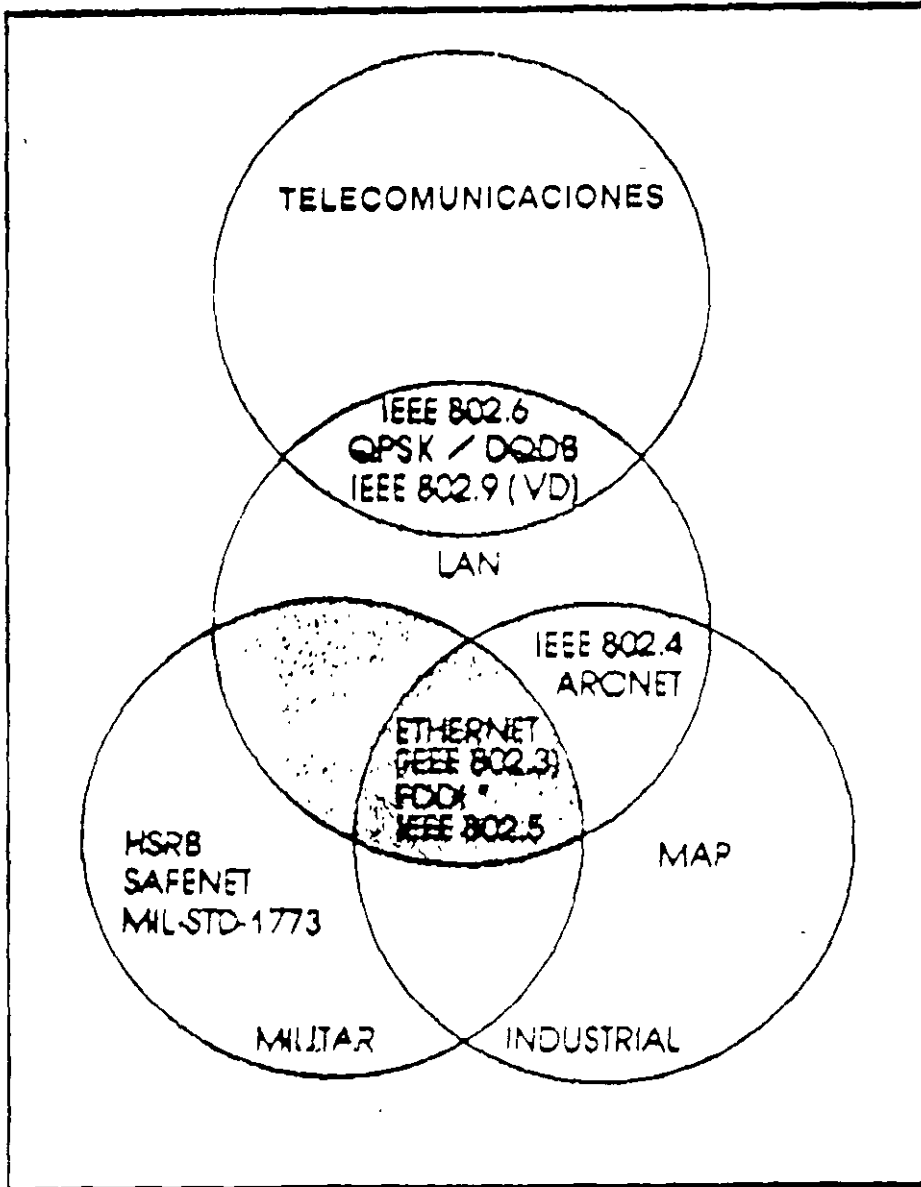 TELECOMUNICACIONES
IEEE 802.6
QPSK / DQDB
IEEE 802.9 ( VD)
LAN
IEEE 802.4
ARCNET
ETHERNET
(IEEE 802.3)
FDDI *
IEEE 802.5
HSRB
SAFENET
MIL-STD-1773
MAP
MILITAR
INDUSTRIAL